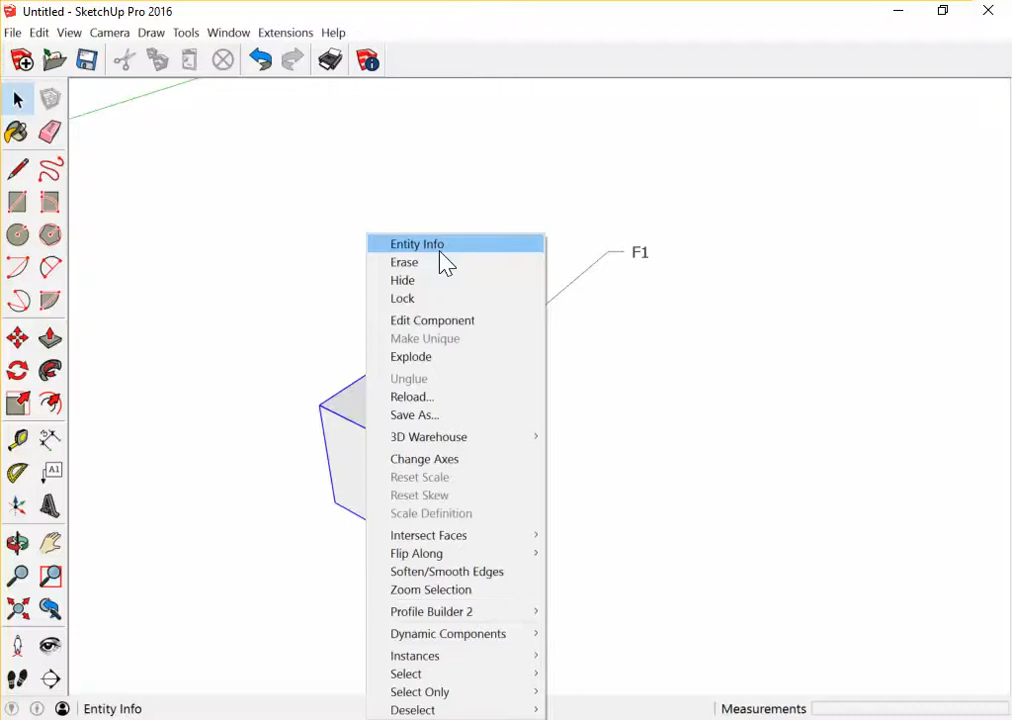 Untitled - SketchUp Pro 2016
File Edit View Camera Draw Tools Window Extensions Help
A1
F1
Entity Info
Erase
Hide
Lock
Edit Component
Make Unique
Explode
Unglue
Reload...
Save As...
3D Warehouse
Change Axes
Reset Scale
Reset Skew
Scale Definition
Intersect Faces
Flip Along
Soften/Smooth Edges
Zoom Selection
Profile Builder 2
Dynamic Components
Instances
Select
Select Only
Deselect
Entity Info
Measurements